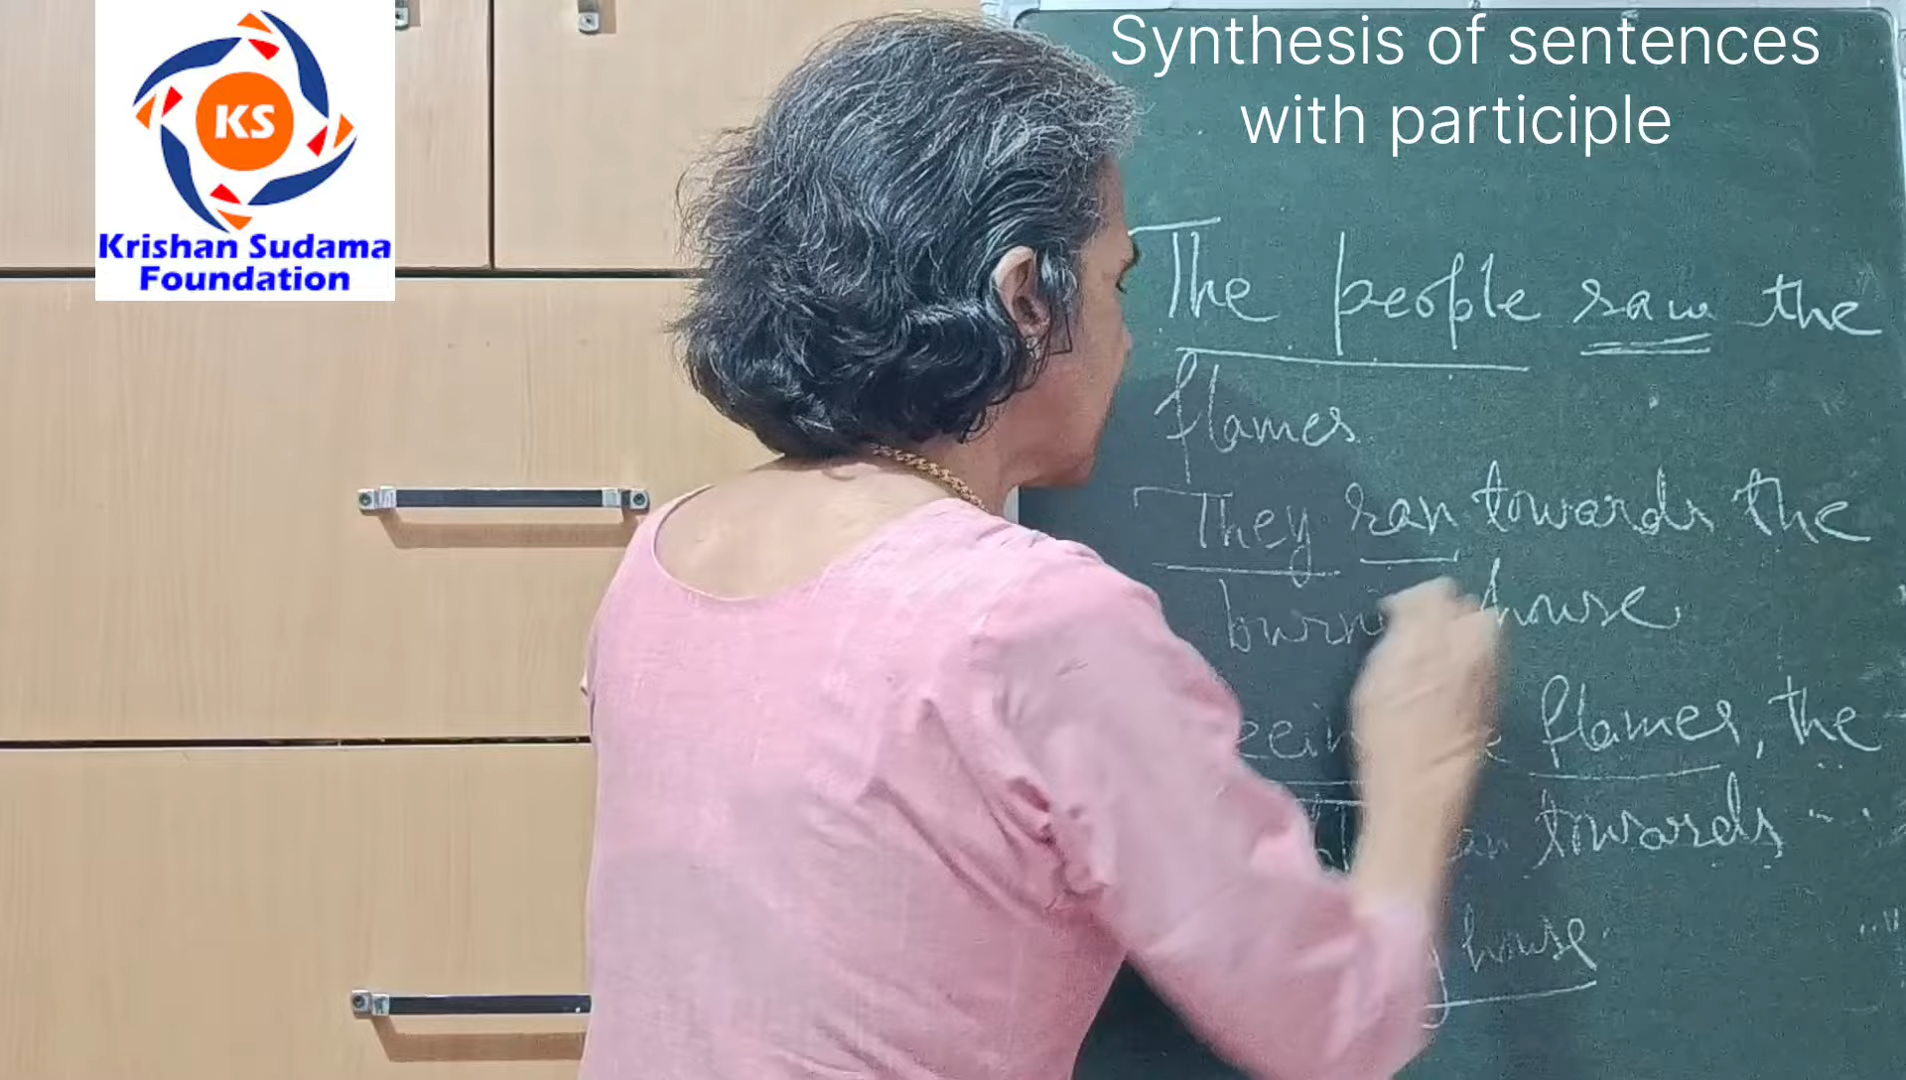 KS
Krishan Sudama
Foundation
Synthesis of sentences
with participle
The people saw the
flames.
They ran towards the
house
flames, the
towards
house